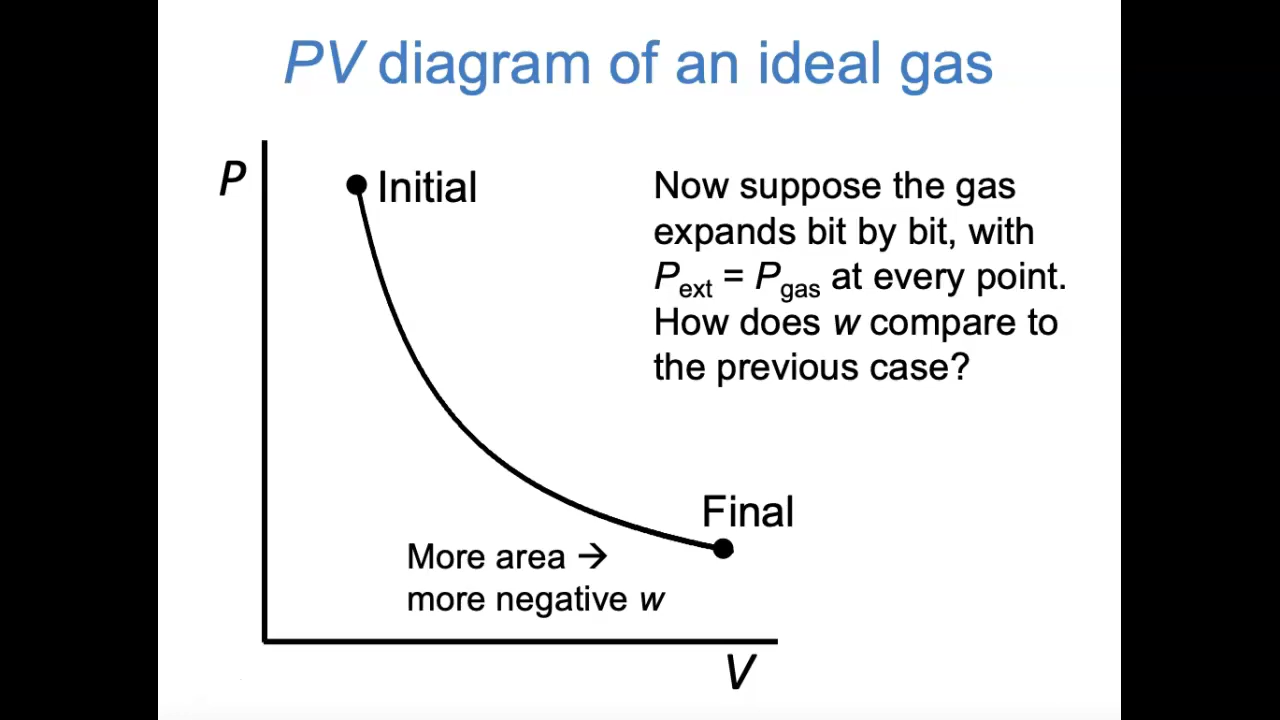 PV diagram of an ideal gas
P
Initial
Now suppose the gas
expands bit by bit, with
Pext = Pgas at every point.
How does w compare to
the previous case?
Final
More area →
more negative w
V